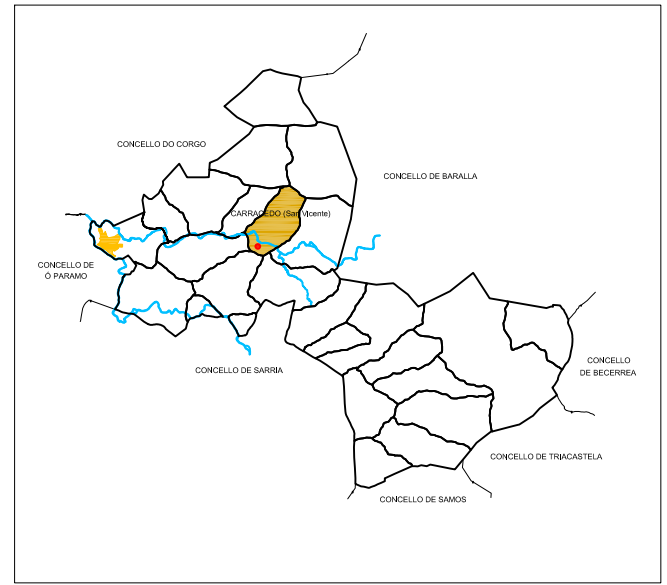 CONCELLO DO CORGO
CONCELLO DE BARALLA
CARRACEDO (San Vicente)
CONCELLO DE
Ó PARAMO
CONCELLO DE SARRIA
CONCELLO
DE BECERREA
CONCELLO DE TRIACASTELA
CONCELLO DE SAMOS